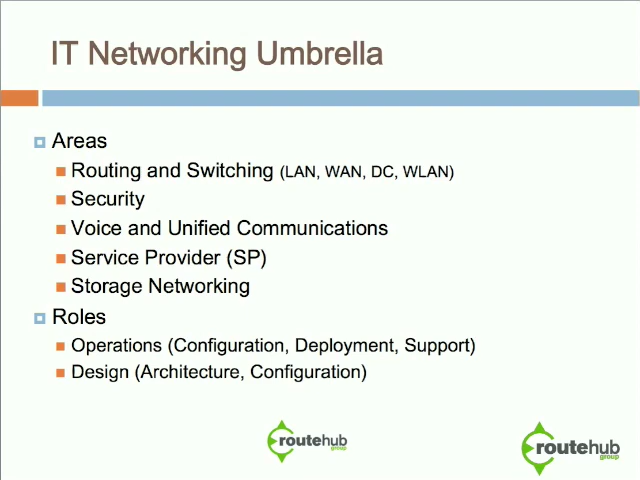 IT Networking Umbrella
Areas
Routing and Switching (LAN, WAN, DC, WLAN)
Security
Voice and Unified Communications
Service Provider (SP)
Storage Networking
Roles
Operations (Configuration, Deployment, Support)
Design (Architecture, Configuration)
routehub
group
routehub
group